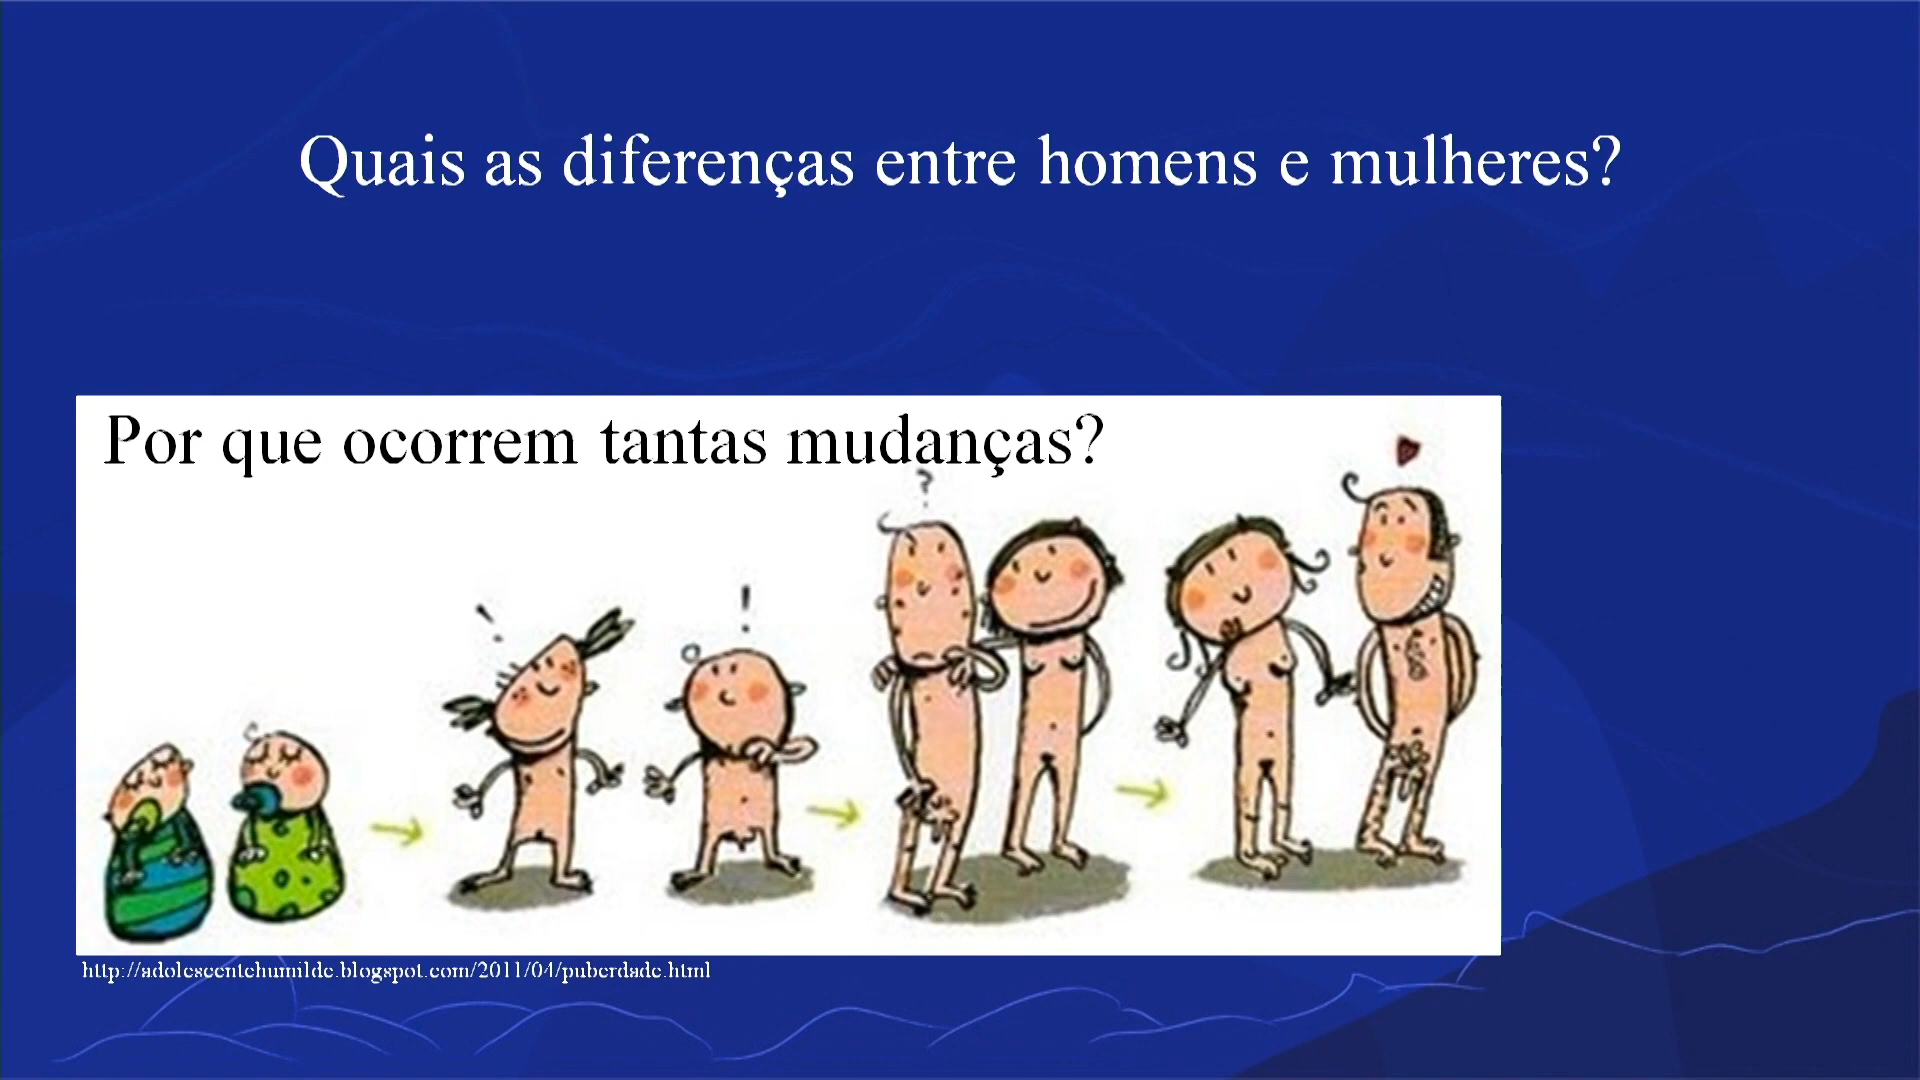 Quais as diferenças entre homens e mulheres?
Por que ocorrem tantas mudanças?
?
! !
http://adolescentehumilde.blogspot.com/2011/04/puberdade.html